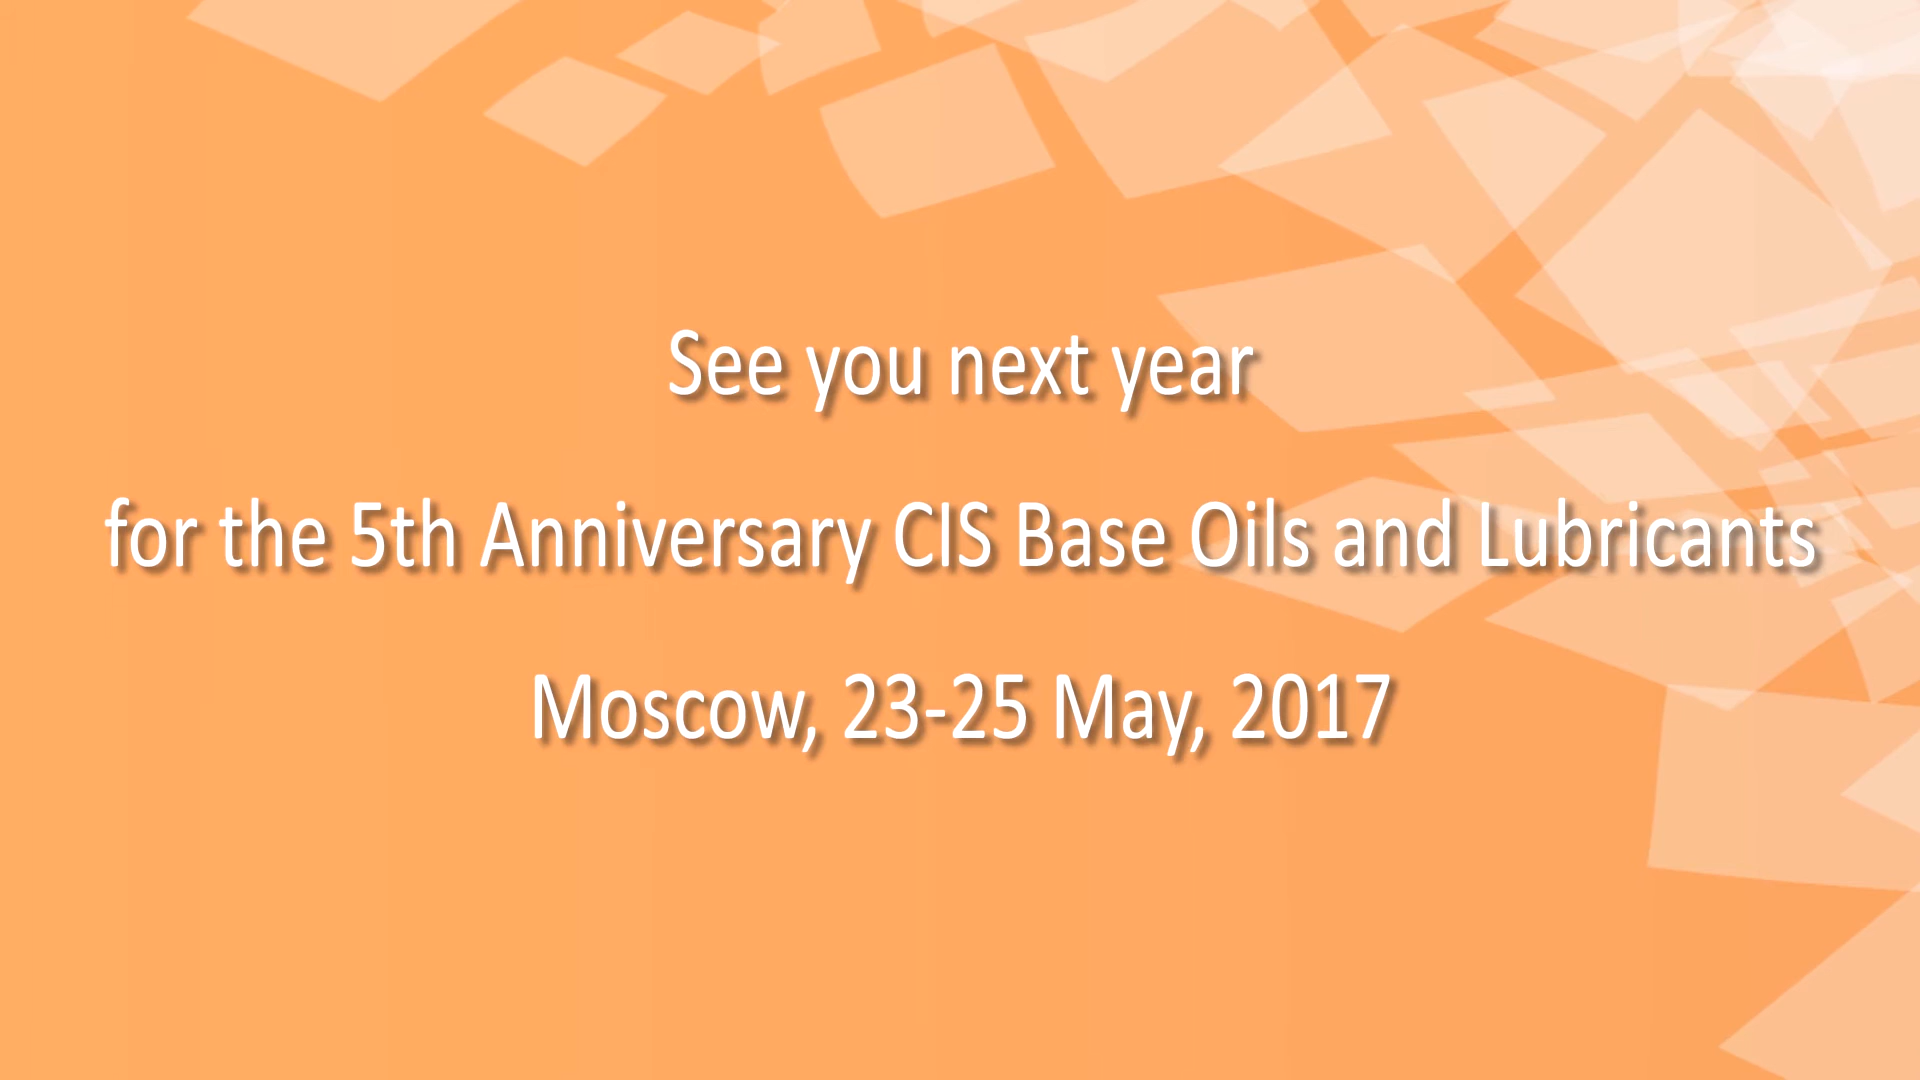 See you next year
for the 5th Anniversary CIS Base Oils and Lubricants
Moscow, 23-25 May, 2017